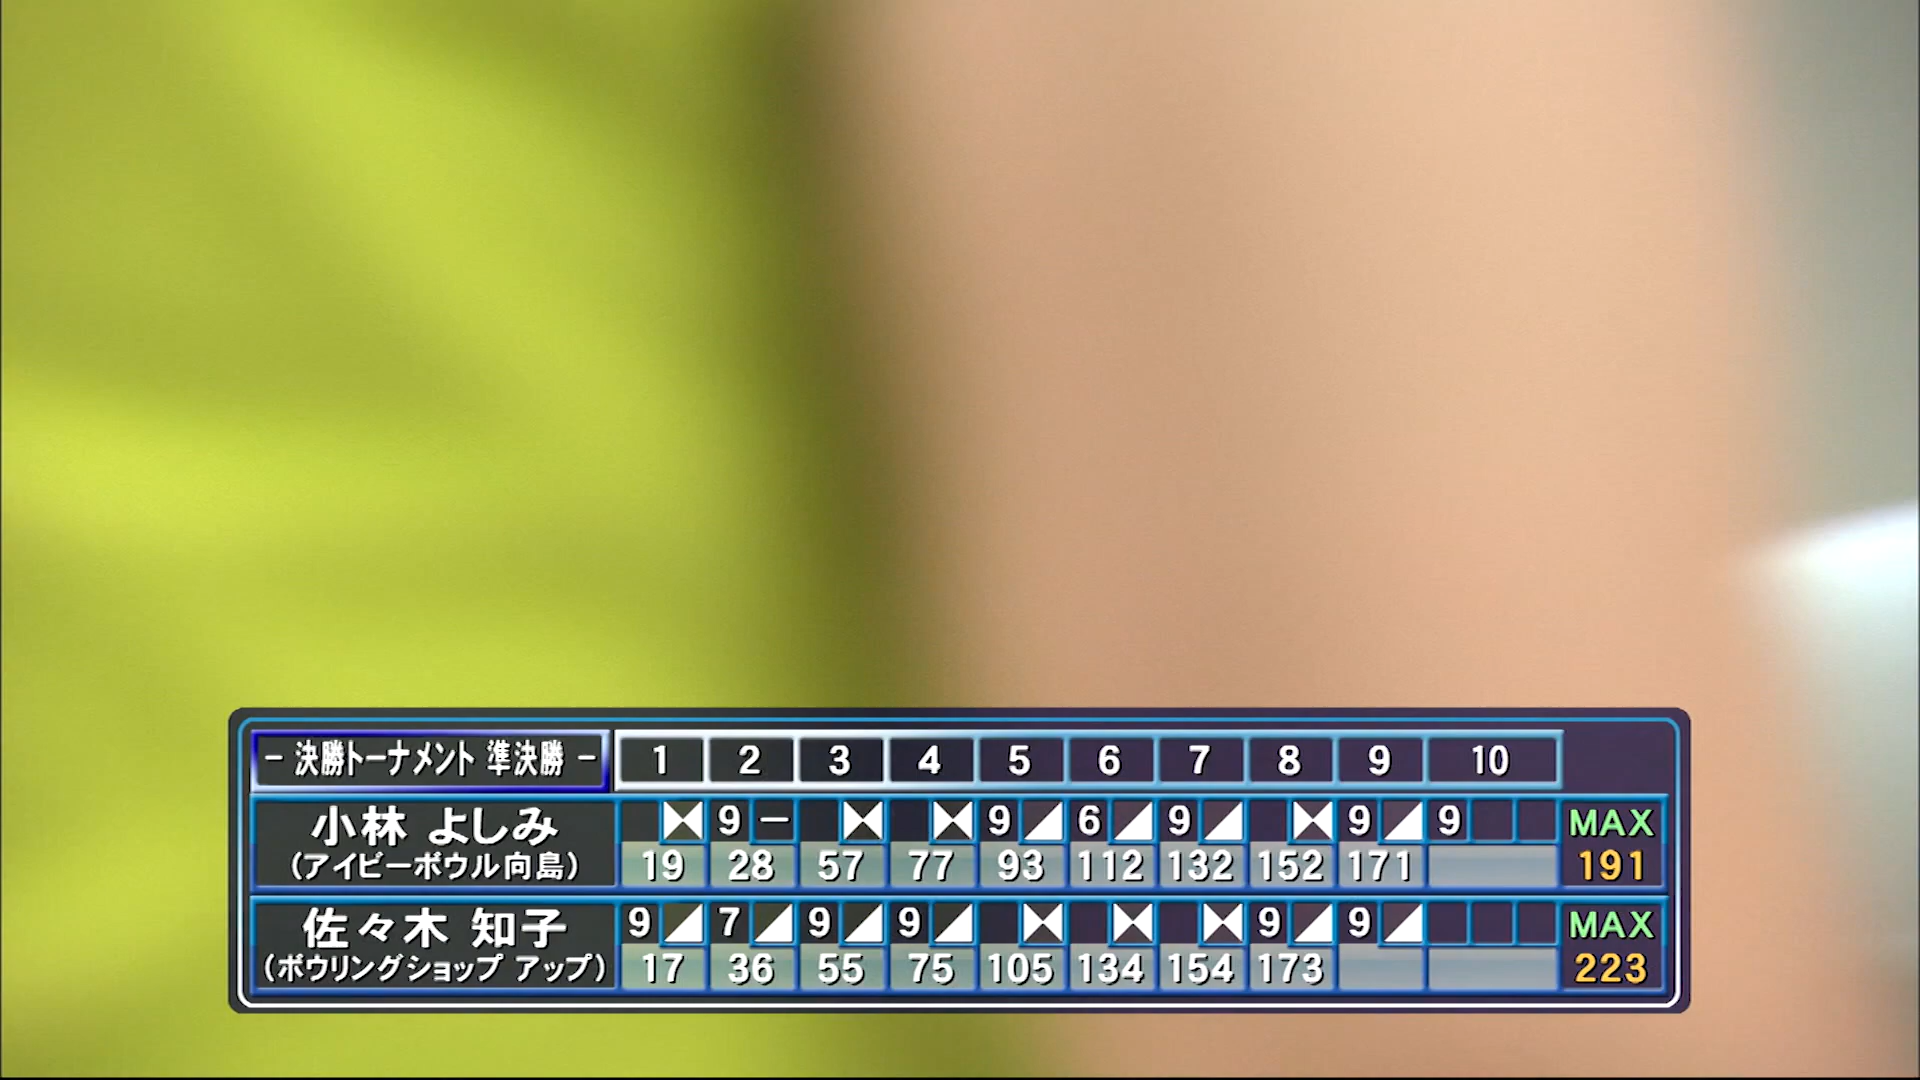 - 決勝トーナメント 準決勝 - 1 2 3 4 5 6 7 8 9 10
小林 よしみ 9 - 9 6 9 9 9 MAX
(アイビーボウル向島) 19 28 57 77 93 112 132 152 171 191
佐々木 知子 9 7 9 9 9 9 MAX
(ボウリングショップ アップ) 17 36 55 75 105 134 154 173 223